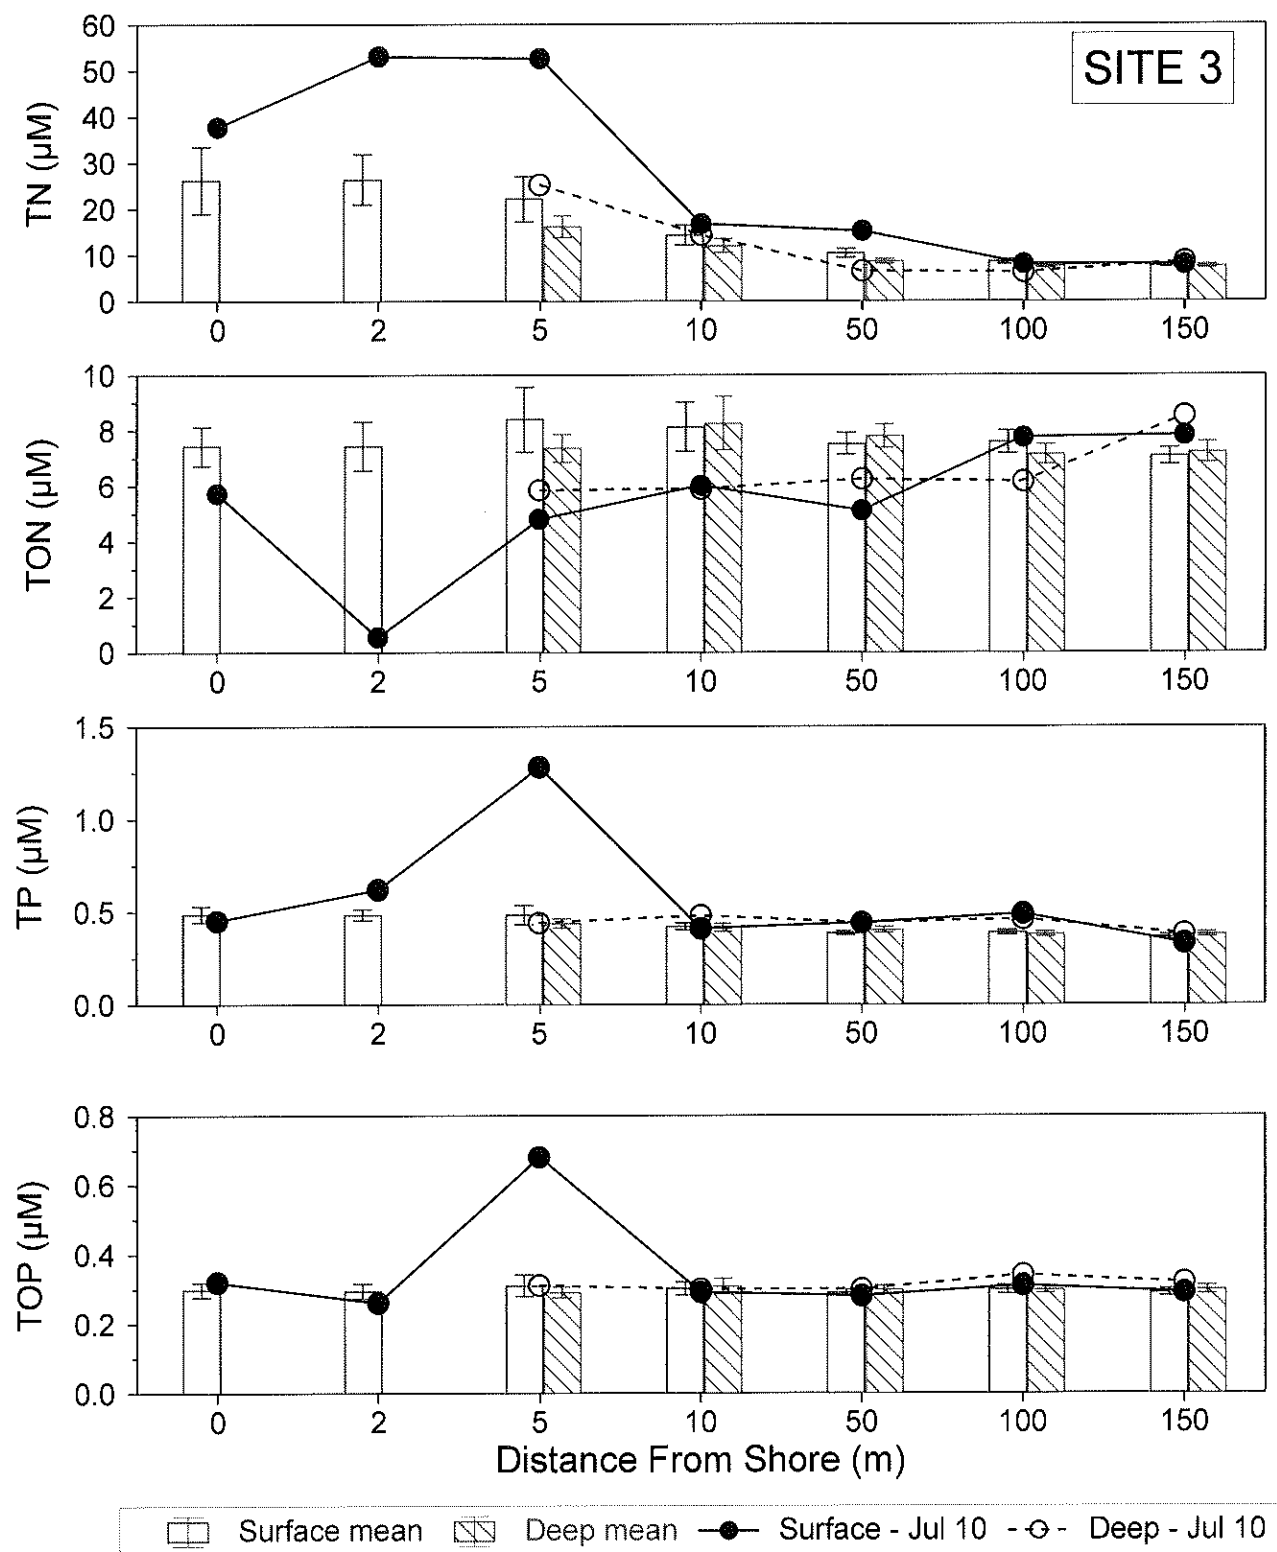 SITE 3
TN (µM)
60
50
40
30
20
10
0
0 2 5 10 50 100 150
TON (µM)
10
8
6
4
2
0
0 2 5 10 50 100 150
TP (µM)
1.5
1.0
0.5
0.0
0 2 5 10 50 100 150
TOP (µM)
0.8
0.6
0.4
0.2
0.0
0 2 5 10 50 100 150
Distance From Shore (m)
Surface mean Deep mean Surface - Jul 10 Deep - Jul 10